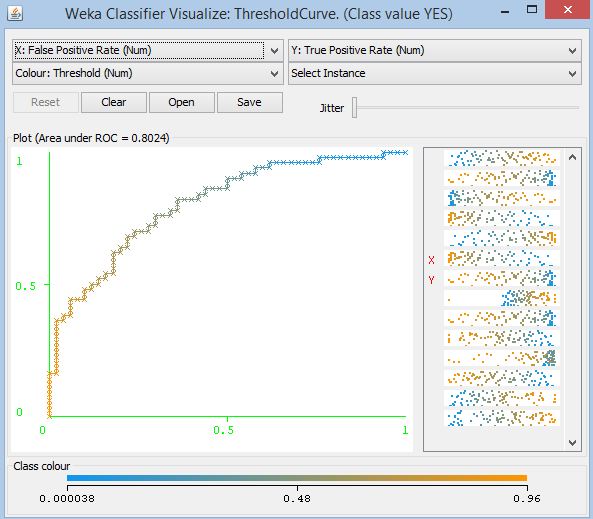 Weka Classifier Visualize: ThresholdCurve. (Class value YES)
X: False Positive Rate (Num) Y: True Positive Rate (Num)
Colour: Threshold (Num) Select Instance
Reset Clear Open Save Jitter
Plot (Area under ROC = 0.8024)
1
X
Y
0.5
0
0 0.5 1
Class colour
0.000038 0.48 0.96